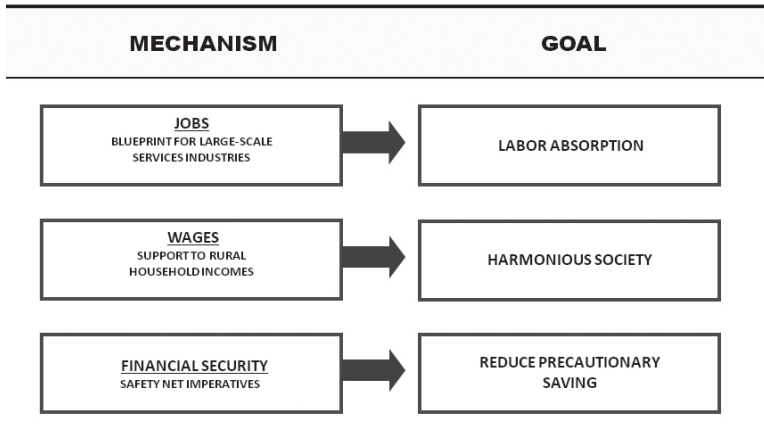 MECHANISM
GOAL
JOBS
BLUEPRINT FOR LARGE-SCALE
SERVICES INDUSTRIES
LABOR ABSORPTION
WAGES
SUPPORT TO RURAL
HOUSEHOLD INCOMES
HARMONIOUS SOCIETY
FINANCIAL SECURITY
SAFETY NET IMPERATIVES
REDUCE PRECAUTIONARY
SAVING